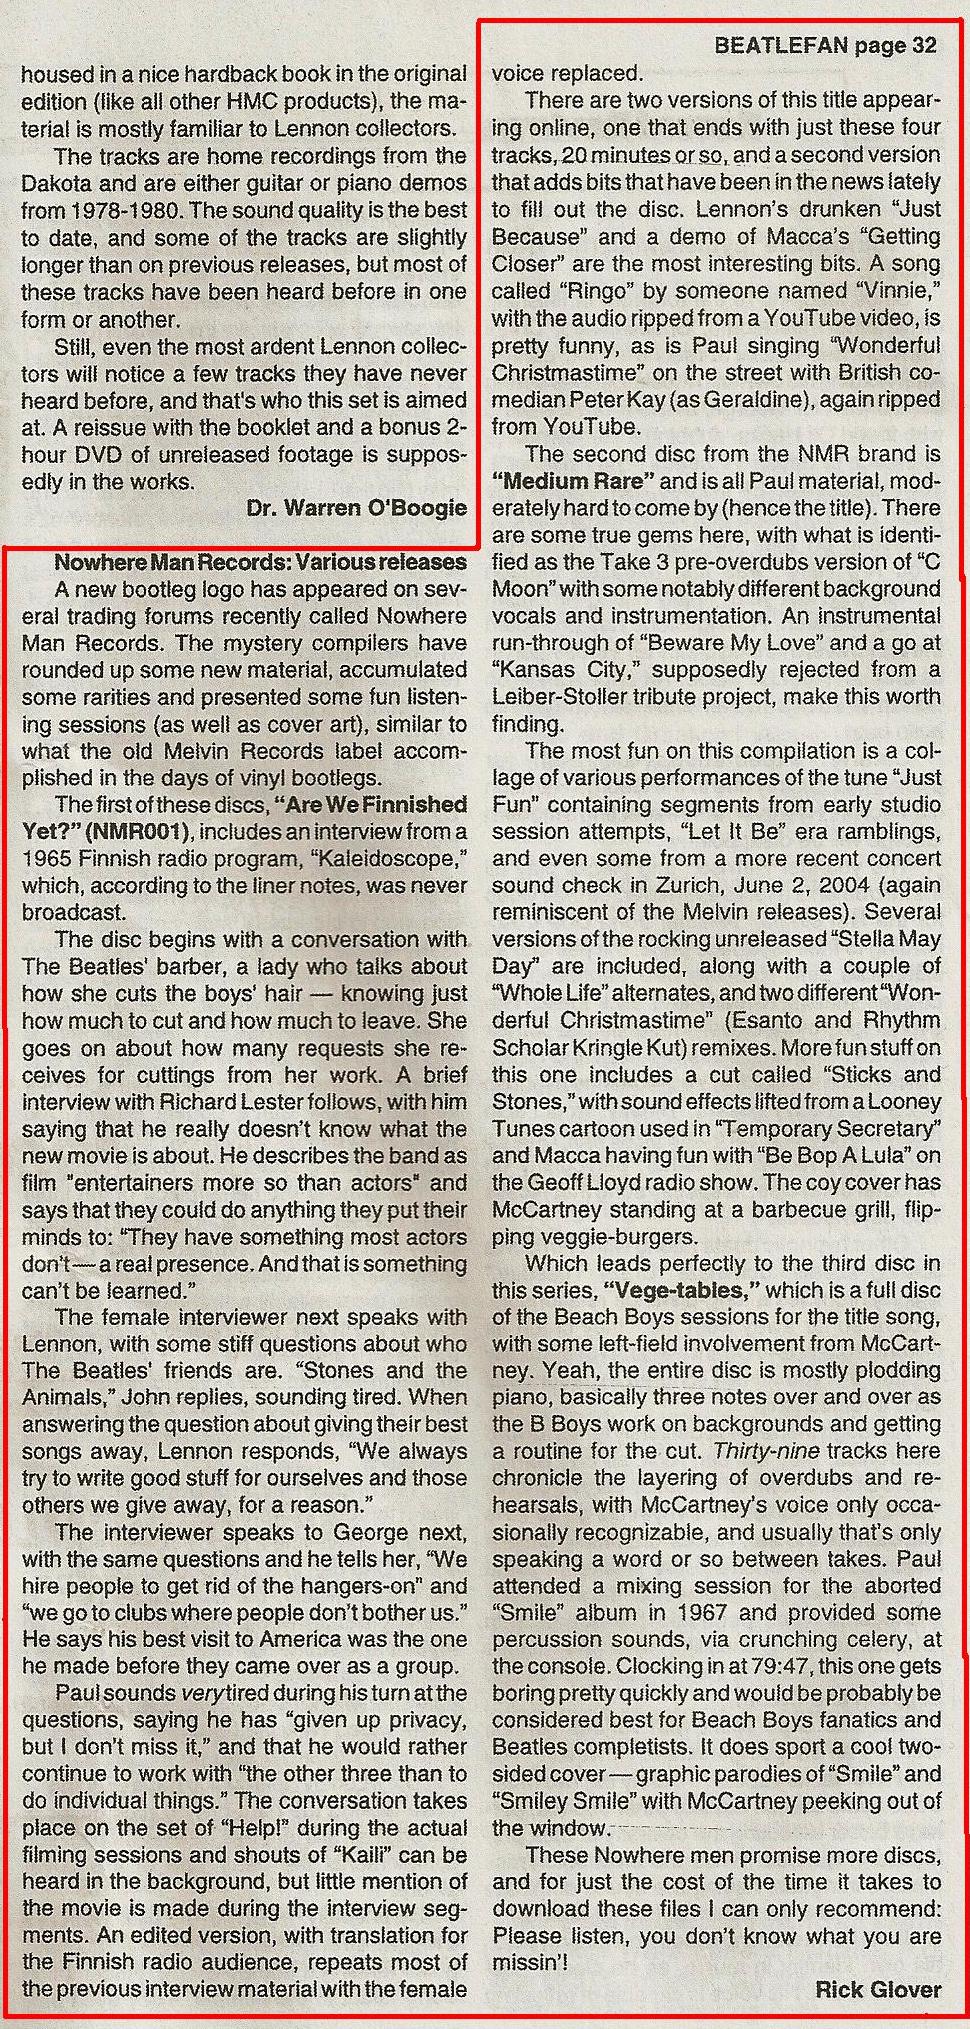 BEATLEFAN page 32
housed in a nice hardback book in the original
edition (like all other HMC products), the ma-
terial is mostly familiar to Lennon collectors.
The tracks are home recordings from the
Dakota and are either guitar or piano demos
from 1978-1980. The sound quality is the best
to date, and some of the tracks are slightly
longer than on previous releases, but most of
these tracks have been heard before in one
form or another.
Still, even the most ardent Lennon collec-
tors will notice a few tracks they have never
heard before, and that's who this set is aimed
at. A reissue with the booklet and a bonus 2-
hour DVD of unreleased footage is suppos-
edly in the works.
Dr. Warren O'Boogie
Nowhere Man Records: Various releases
A new bootleg logo has appeared on sev-
eral trading forums recently called Nowhere
Man Records. The mystery compilers have
rounded up some new material, accumulated
some rarities and presented some fun listen-
ing sessions (as well as cover art), similar to
what the old Melvin Records label accom-
plished in the days of vinyl bootlegs.
The first of these discs, “Are We Finnished
Yet?” (NMR001), includes an interview from a
1965 Finnish radio program, “Kaleidoscope,”
which, according to the liner notes, was never
broadcast.
The disc begins with a conversation with
The Beatles' barber, a lady who talks about
how she cuts the boys' hair — knowing just
how much to cut and how much to leave. She
goes on about how many requests she re-
ceives for cuttings from her work. A brief
interview with Richard Lester follows, with him
saying that he really doesn't know what the
new movie is about. He describes the band as
film "entertainers more so than actors" and
says that they could do anything they put their
minds to: “They have something most actors
don't — a real presence. And that is something
can't be learned.”
The female interviewer next speaks with
Lennon, with some stiff questions about who
The Beatles' friends are. “Stones and the
Animals,” John replies, sounding tired. When
answering the question about giving their best
songs away, Lennon responds, “We always
try to write good stuff for ourselves and those
others we give away, for a reason.”
The interviewer speaks to George next,
with the same questions and he tells her, “We
hire people to get rid of the hangers-on” and
“we go to clubs where people don't bother us.”
He says his best visit to America was the one
he made before they came over as a group.
Paul sounds very tired during his turn at the
questions, saying he has “given up privacy,
but I don't miss it,” and that he would rather
continue to work with “the other three than to
do individual things.” The conversation takes
place on the set of “Help!” during the actual
filming sessions and shouts of “Kaili” can be
heard in the background, but little mention of
the movie is made during the interview seg-
ments. An edited version, with translation for
the Finnish radio audience, repeats most of
the previous interview material with the female
voice replaced.
There are two versions of this title appear-
ing online, one that ends with just these four
tracks, 20 minutes or so, and a second version
that adds bits that have been in the news lately
to fill out the disc. Lennon's drunken “Just
Because” and a demo of Macca's “Getting
Closer” are the most interesting bits. A song
called “Ringo” by someone named “Vinnie,”
with the audio ripped from a YouTube video, is
pretty funny, as is Paul singing “Wonderful
Christmastime” on the street with British co-
median Peter Kay (as Geraldine), again ripped
from YouTube.
The second disc from the NMR brand is
“Medium Rare” and is all Paul material, mod-
erately hard to come by (hence the title). There
are some true gems here, with what is identi-
fied as the Take 3 pre-overdubs version of “C
Moon” with some notably different background
vocals and instrumentation. An instrumental
run-through of “Beware My Love” and a go at
“Kansas City,” supposedly rejected from a
Leiber-Stoller tribute project, make this worth
finding.
The most fun on this compilation is a col-
lage of various performances of the tune “Just
Fun” containing segments from early studio
session attempts, “Let It Be” era ramblings,
and even some from a more recent concert
sound check in Zurich, June 2, 2004 (again
reminiscent of the Melvin releases). Several
versions of the rocking unreleased “Stella May
Day” are included, along with a couple of
“Whole Life” alternates, and two different “Won-
derful Christmastime” (Esanto and Rhythm
Scholar Kringle Kut) remixes. More fun stuff on
this one includes a cut called “Sticks and
Stones,” with sound effects lifted from a Looney
Tunes cartoon used in “Temporary Secretary”
and Macca having fun with “Be Bop A Lula” on
the Geoff Lloyd radio show. The coy cover has
McCartney standing at a barbecue grill, flip-
ping veggie-burgers.
Which leads perfectly to the third disc in
this series, “Vege-tables,” which is a full disc
of the Beach Boys sessions for the title song,
with some left-field involvement from McCart-
ney. Yeah, the entire disc is mostly plodding
piano, basically three notes over and over as
the B Boys work on backgrounds and getting
a routine for the cut. Thirty-nine tracks here
chronicle the layering of overdubs and re-
hearsals, with McCartney's voice only occa-
sionally recognizable, and usually that's only
speaking a word or so between takes. Paul
attended a mixing session for the aborted
“Smile” album in 1967 and provided some
percussion sounds, via crunching celery, at
the console. Clocking in at 79:47, this one gets
boring pretty quickly and would be probably be
considered best for Beach Boys fanatics and
Beatles completists. It does sport a cool two-
sided cover — graphic parodies of “Smile” and
“Smiley Smile” with McCartney peeking out of
the window.
These Nowhere men promise more discs,
and for just the cost of the time it takes to
download these files I can only recommend:
Please listen, you don't know what you are
missin'!
Rick Glover